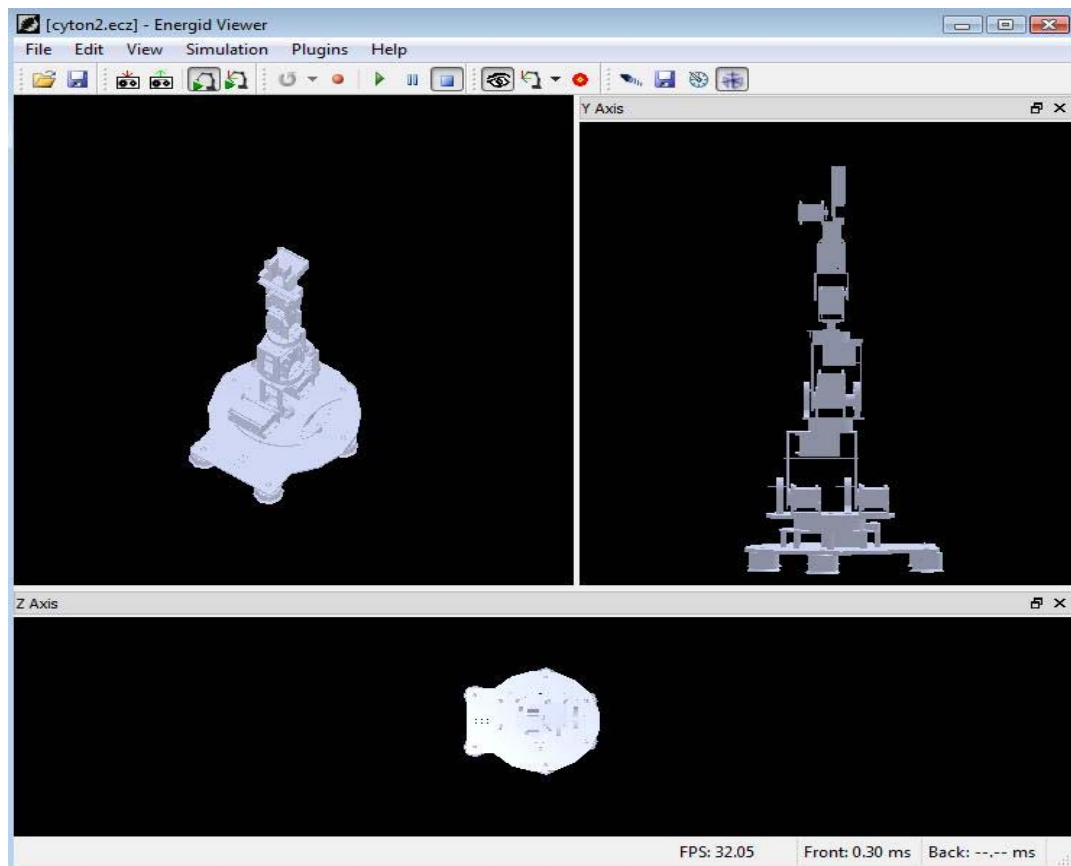 [cyton2.ecz] - Energid Viewer
File Edit View Simulation Plugins Help
Y Axis
Z Axis
FPS: 32.05 Front: 0.30 ms Back: --.-- ms